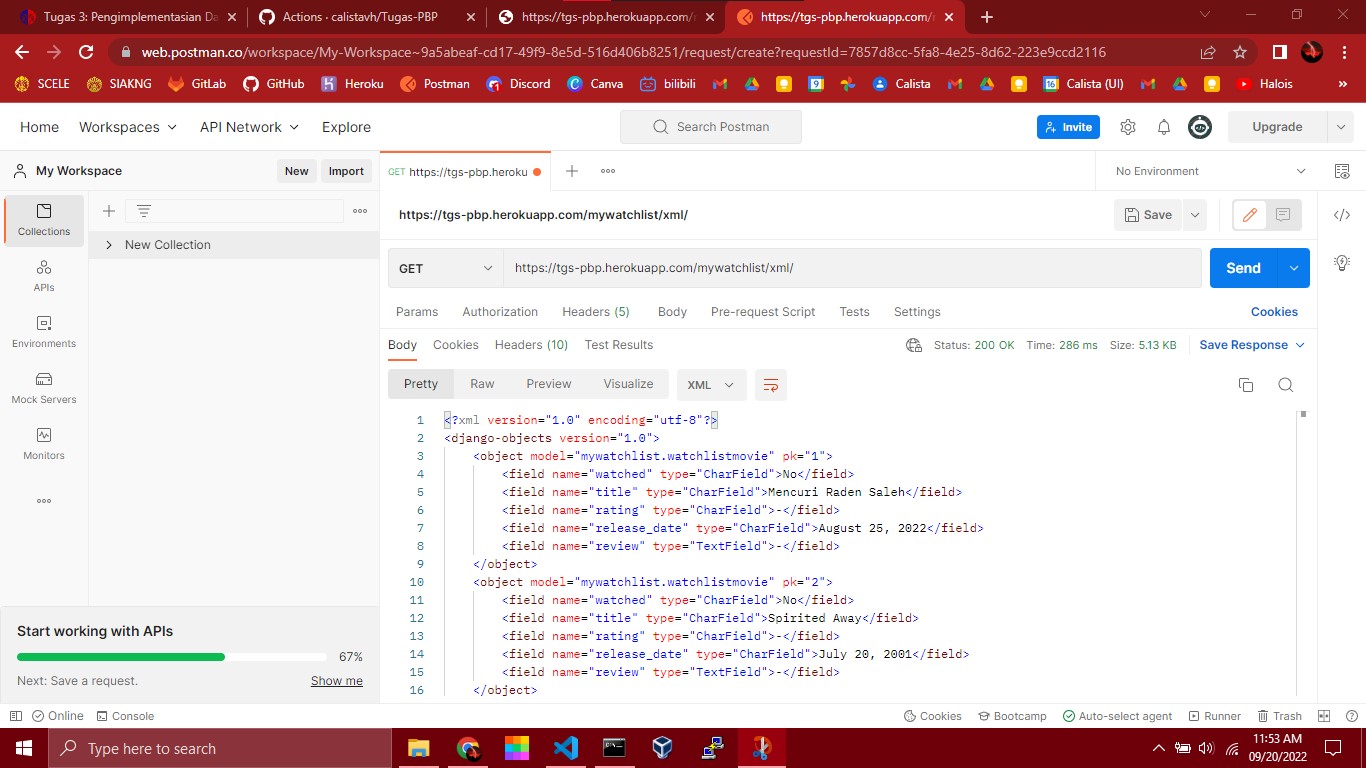 Tugas 3: Pengimplementasian Da
Actions · calistavh/Tugas-PBP
https://tgs-pbp.herokuapp.com/
https://tgs-pbp.herokuapp.com/
web.postman.co/workspace/My-Workspace~9a5abeaf-cd17-49f9-8e5d-516d406b8251/request/create?requestId=7857d8cc-5fa8-4e25-8d62-223e9ccd2116
SCELE SIAKNG GitLab GitHub Heroku Postman Discord Canva bilibili 9 Calista 16 Calista (UI) Halois »
Home Workspaces API Network Explore Search Postman Invite Upgrade
My Workspace New Import GET https://tgs-pbp.heroku No Environment
Collections
New Collection
APIs
Environments
Mock Servers
Monitors
https://tgs-pbp.herokuapp.com/mywatchlist/xml/ Save
GET https://tgs-pbp.herokuapp.com/mywatchlist/xml/ Send
Params Authorization Headers (5) Body Pre-request Script Tests Settings Cookies
Body Cookies Headers (10) Test Results Status: 200 OK Time: 286 ms Size: 5.13 KB Save Response
Pretty Raw Preview Visualize XML
1 <?xml version="1.0" encoding="utf-8"?>
2 <django-objects version="1.0">
3 <object model="mywatchlist.watchlistmovie" pk="1">
4 <field name="watched" type="CharField">No</field>
5 <field name="title" type="CharField">Mencuri Raden Saleh</field>
6 <field name="rating" type="CharField">-</field>
7 <field name="release_date" type="CharField">August 25, 2022</field>
8 <field name="review" type="TextField">-</field>
9 </object>
10 <object model="mywatchlist.watchlistmovie" pk="2">
11 <field name="watched" type="CharField">No</field>
12 <field name="title" type="CharField">Spirited Away</field>
13 <field name="rating" type="CharField">-</field>
14 <field name="release_date" type="CharField">July 20, 2001</field>
15 <field name="review" type="TextField">-</field>
16 </object>
Start working with APIs
67%
Next: Save a request. Show me
Online Console Cookies Bootcamp Auto-select agent Runner Trash
Type here to search
11:53 AM
09/20/2022